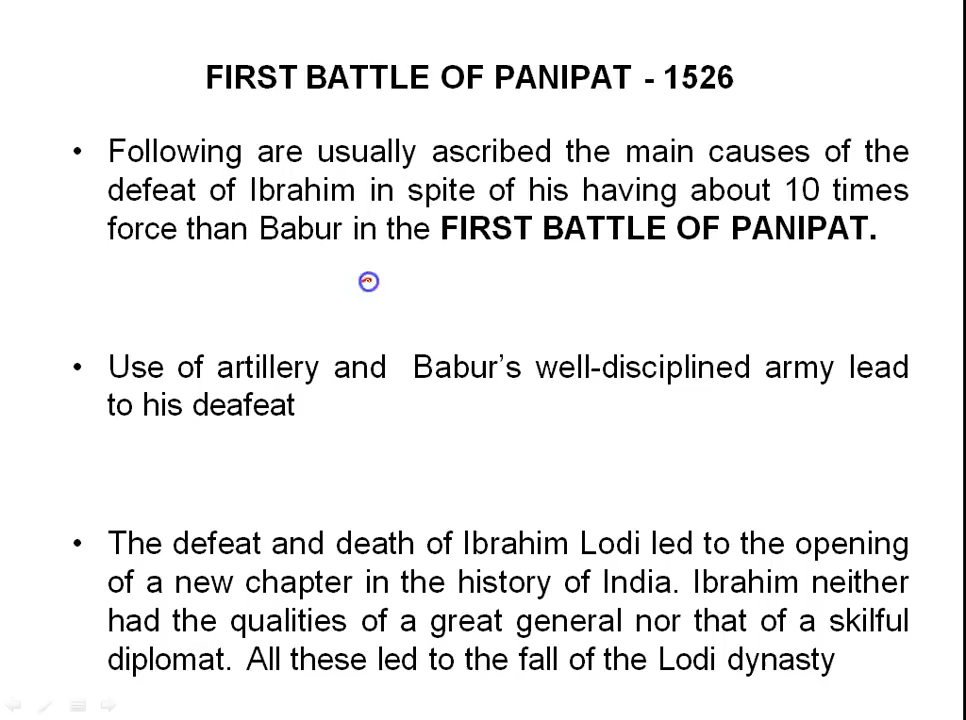 FIRST BATTLE OF PANIPAT - 1526
• Following are usually ascribed the main causes of the
defeat of Ibrahim in spite of his having about 10 times
force than Babur in the FIRST BATTLE OF PANIPAT.
• Use of artillery and Babur's well-disciplined army lead
to his deafeat
• The defeat and death of Ibrahim Lodi led to the opening
of a new chapter in the history of India. Ibrahim neither
had the qualities of a great general nor that of a skilful
diplomat. All these led to the fall of the Lodi dynasty